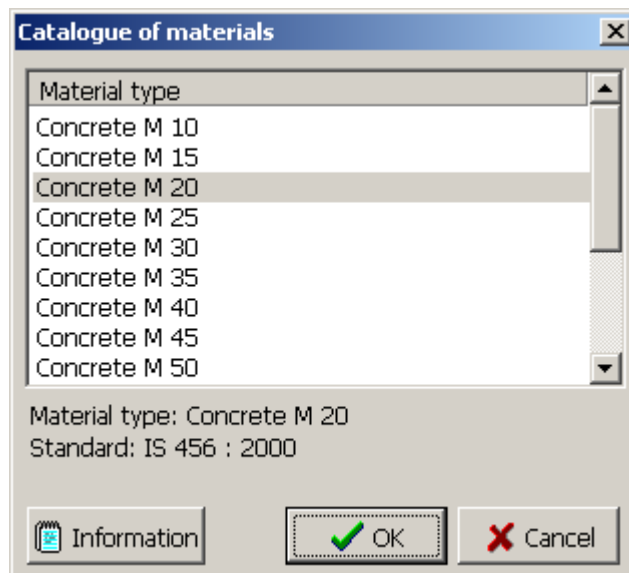 Catalogue of materials
Material type
Concrete M 10
Concrete M 15
Concrete M 20
Concrete M 25
Concrete M 30
Concrete M 35
Concrete M 40
Concrete M 45
Concrete M 50
Material type: Concrete M 20
Standard: IS 456 : 2000
Information OK Cancel